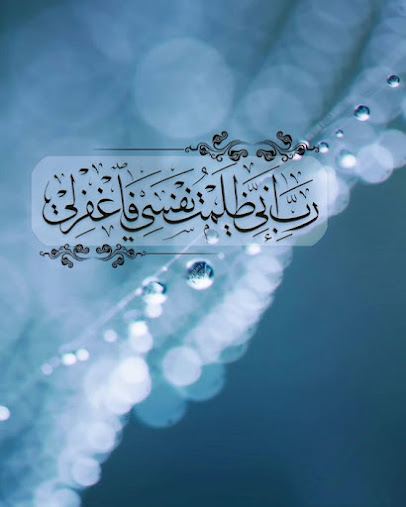 رَبِّ إِنِّي ظَلَمْتُ نَفْسِي فَاغْفِرْ لِي